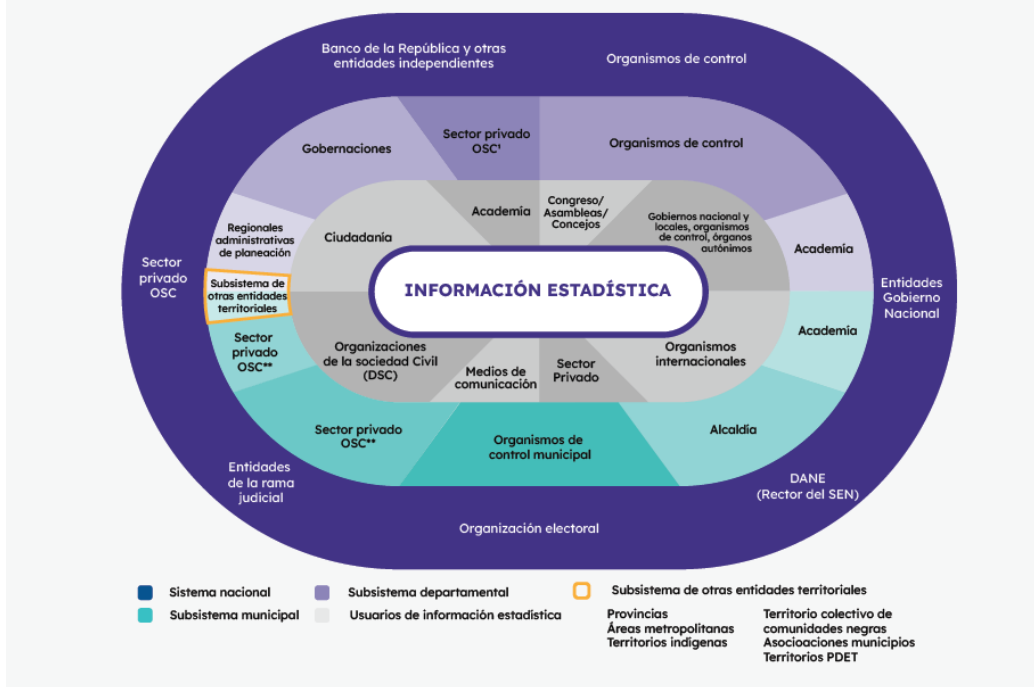 Banco de la República y otras
entidades independientes
Organismos de control
Gobernaciones
Sector privado
OSC¹
Organismos de control
Academía
Congreso/
Asambleas/
Concejos
Gobiernos nacional y
locales, organismos
de control, órganos
autónimos
Regionales
administrativas
de planeación
Ciudadanía
Academía
Sector
privado
OSC
Subsistema de
otras entidades
territoriales
INFORMACIÓN ESTADÍSTICA
Entidades
Gobierno
Nacional
Sector
privado
OSC**
Organizaciones
de la sociedad Civil
(DSC)
Medios de
comunicación
Sector
Privado
Organismos
internacionales
Academía
Sector privado
OSC**
Organismos de
control municipal
Alcaldía
Entidades
de la rama
judicial
DANE
(Rector del SEN)
Organización electoral
Sistema nacional
Subsistema departamental
Subsistema de otras entidades territoriales
Subsistema municipal
Usuarios de información estadística
Provincias
Áreas metropolitanas
Territorios indígenas
Territorio colectivo de
comunidades negras
Asocioaciones municipios
Territorios PDET